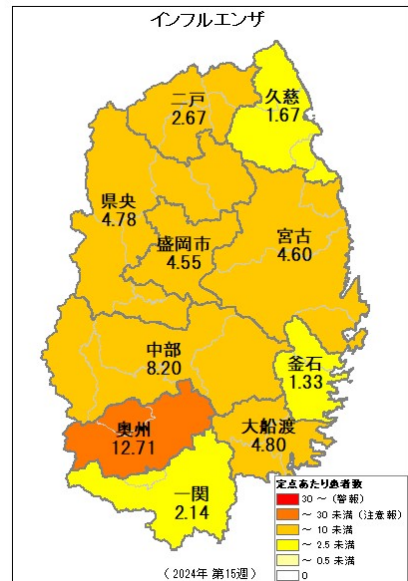 インフルエンザ
二戸
2.67
久慈
1.67
県央
4.78
盛岡市
4.55
宮古
4.60
中部
8.20
釜石
1.33
奥州
12.71
大船渡
4.80
一関
2.14
定点あたり患者数
30 ～ (警報)
～ 30 未満 (注意報)
～ 10 未満
～ 2.5 未満
～ 0.5 未満
0
( 2024年 第15週 )